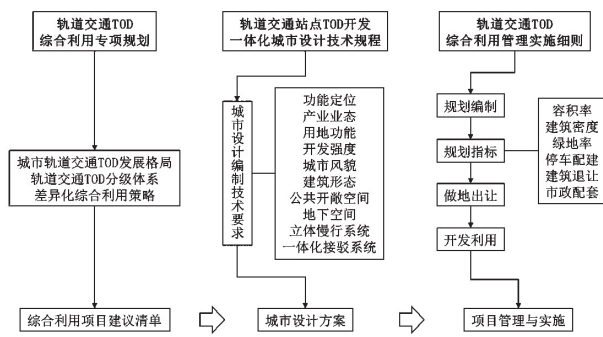 轨道交通TOD
综合利用专项规划
城市轨道交通TOD发展格局
轨道交通TOD分级体系
差异化综合利用策略
综合利用项目建议清单
轨道交通站点TOD开发
一体化城市设计技术规程
城市设计编制技术要求
功能定位
产业业态
用地功能
开发强度
城市风貌
建筑形态
公共开敞空间
地下空间
立体慢行系统
一体化接驳系统
城市设计方案
轨道交通TOD
综合利用管理实施细则
规划编制
规划指标
做地出让
开发利用
容积率
建筑密度
绿地率
停车配建
建筑退让
市政配套
项目管理与实施